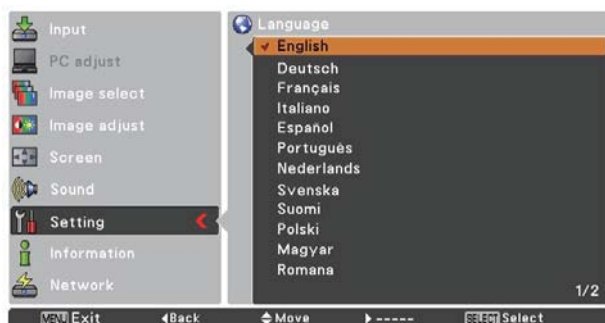 Input
PC adjust
Image select
Image adjust
Screen
Sound
Setting
Information
Network
Language
English
Deutsch
Français
Italiano
Español
Português
Nederlands
Svenska
Suomi
Polski
Magyar
Romana
1/2
MENU Exit ◀Back Move ▶----- SELECT Select